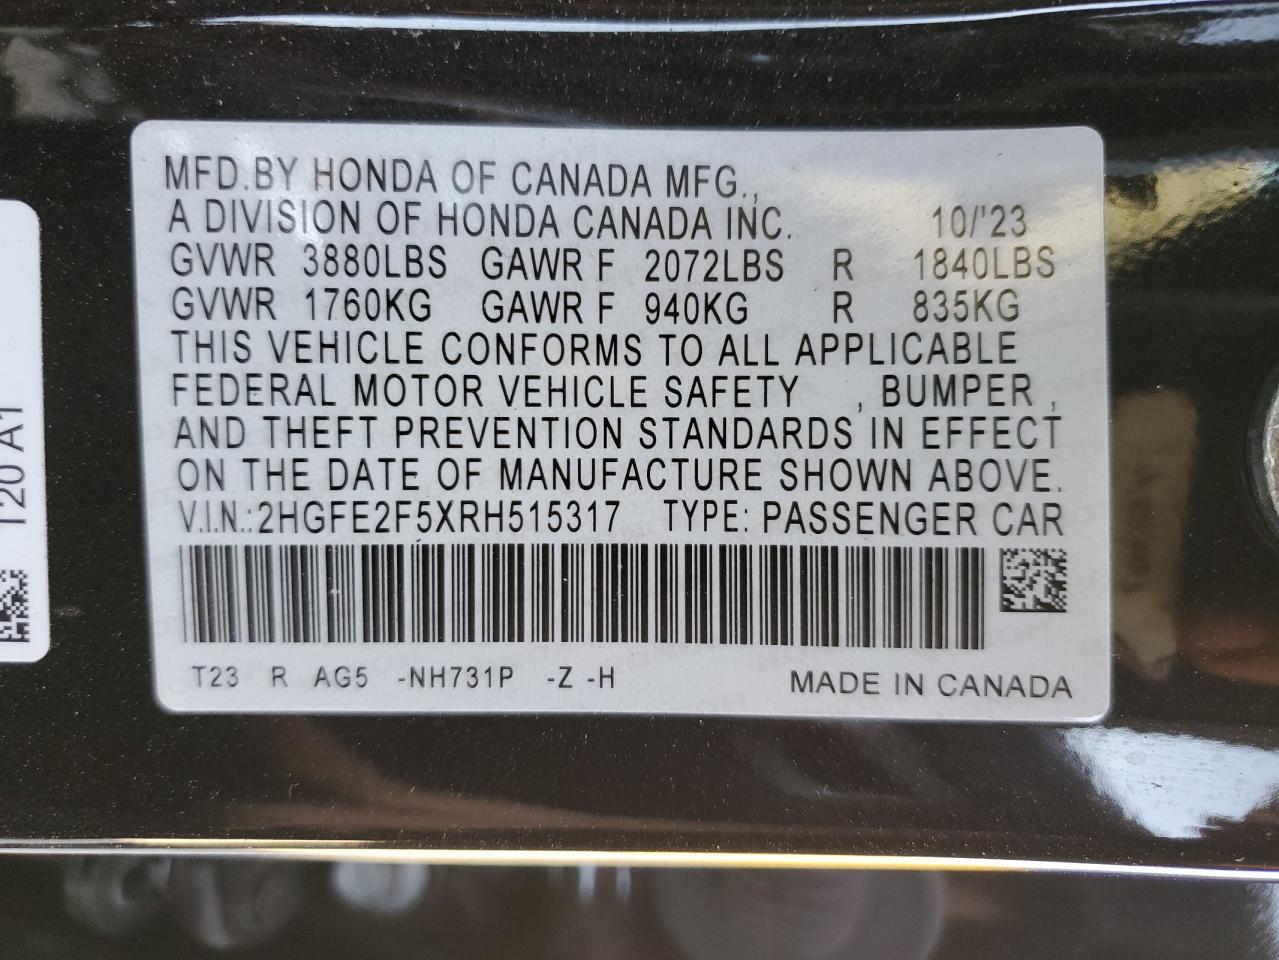 MFD.BY HONDA OF CANADA MFG.,
A DIVISION OF HONDA CANADA INC. 10/'23
GVWR 3880LBS GAWR F 2072LBS R 1840LBS
GVWR 1760KG GAWR F 940KG R 835KG
THIS VEHICLE CONFORMS TO ALL APPLICABLE
FEDERAL MOTOR VEHICLE SAFETY , BUMPER ,
AND THEFT PREVENTION STANDARDS IN EFFECT
ON THE DATE OF MANUFACTURE SHOWN ABOVE.
V.I.N.:2HGFE2F5XRH515317 TYPE: PASSENGER CAR
T23 R AG5 -NH731P -Z -H MADE IN CANADA
T20 A1